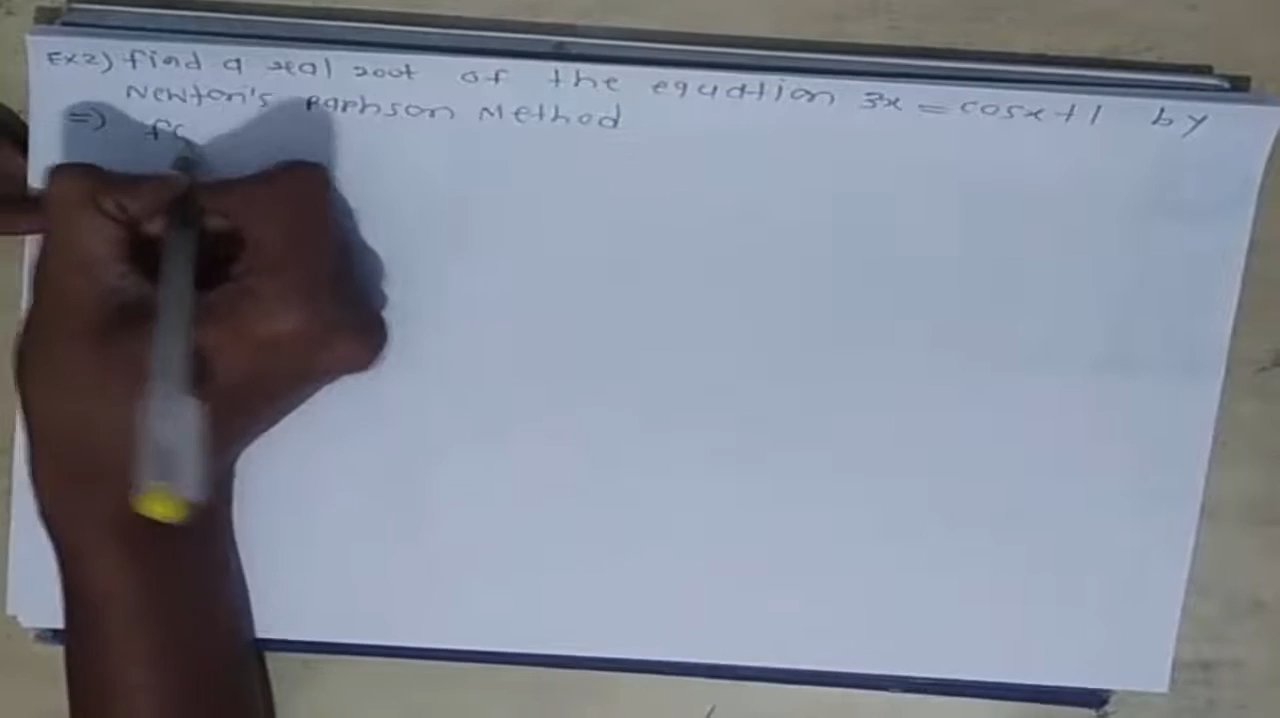 Ex2) find a real root of the equation 3x = cosx + 1 by
Newton's Raphson Method
=> f(